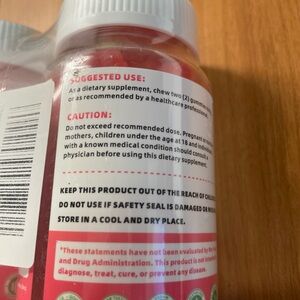 SUGGESTED USE:
As a dietary supplement, chew two (2) gummies
or as recommended by a healthcare professional.
CAUTION:
Do not exceed recommended dose. Pregnant or
mothers, children under the age of 18 and individuals
with a known medical condition should consult a
physician before using this dietary supplement.
KEEP THIS PRODUCT OUT OF THE REACH OF
DO NOT USE IF SAFETY SEAL IS DAMAGED OR
STORE IN A COOL AND DRY PLACE.
*These statements have not been evaluated by the
and Drug Administration. This product is not intended
diagnose, treat, cure, or prevent any disease.